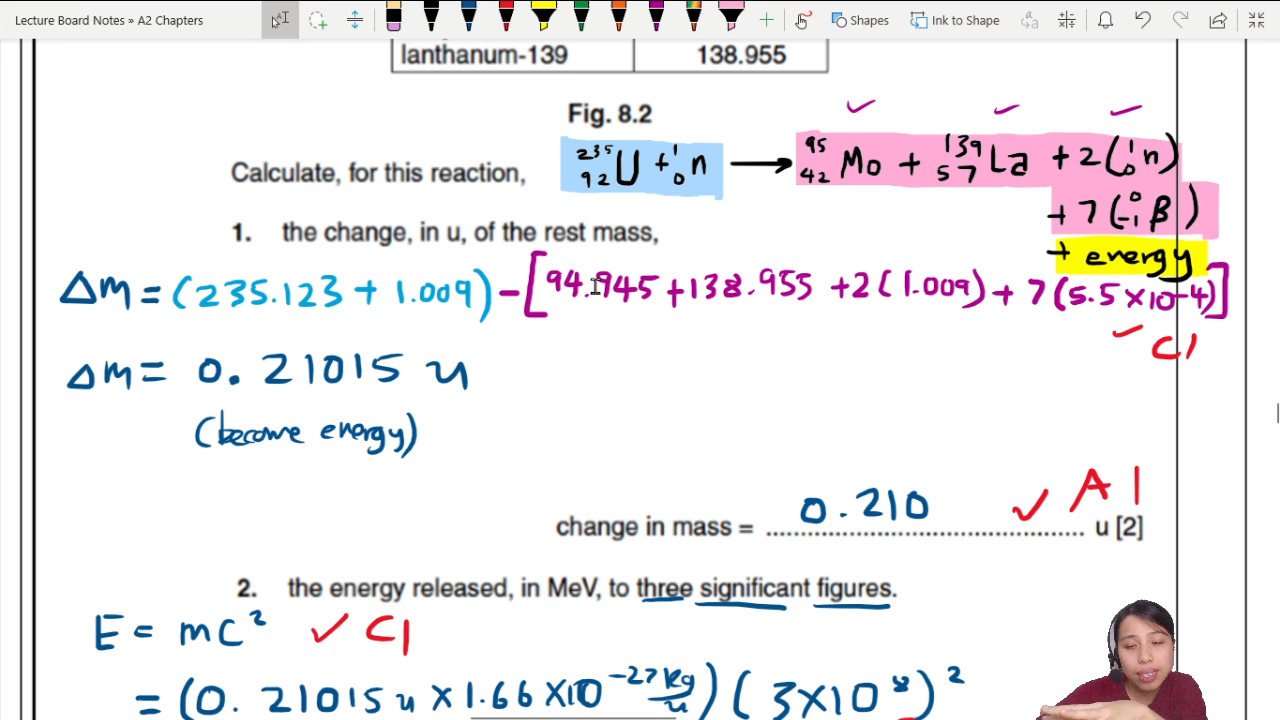 Lecture Board Notes » A2 Chapters
Shapes
Ink to Shape
lanthanum-139 138.955
Fig. 8.2
Calculate, for this reaction,
²³⁵₉₂U + ¹₀n ⟶ ⁹⁵₄₂Mo + ¹³⁹₅₇La + 2(¹₀n)
+ 7(⁰₋₁β)
+ energy
1. the change, in u, of the rest mass,
Δm = (235.123 + 1.009) - [94.945 + 138.955 + 2(1.009) + 7(5.5×10-4)]
✓ C1
Δm = 0.21015 u
(become energy)
change in mass = 0.210 u [2] ✓ A1
2. the energy released, in MeV, to three significant figures.
E = mc² ✓ C1
= (0.21015 u × 1.66 × 10⁻²⁷ kg/u)(3×10⁸)²